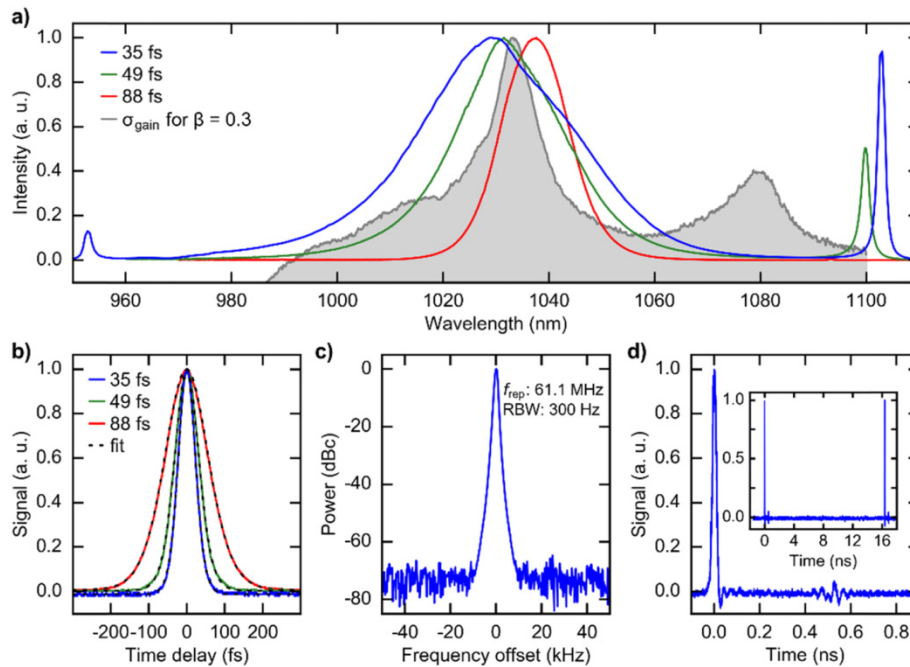 a)
1.0
0.8
0.6
0.4
0.2
0.0
Intensity (a. u.)
35 fs
49 fs
88 fs
σgain for β = 0.3
960 980 1000 1020 1040 1060 1080 1100
Wavelength (nm)
b)
1.0
0.8
0.6
0.4
0.2
0.0
Signal (a. u.)
35 fs
49 fs
88 fs
fit
-200 -100 0 100 200
Time delay (fs)
c)
0
-20
-40
-60
-80
Power (dBc)
frep: 61.1 MHz
RBW: 300 Hz
-40 -20 0 20 40
Frequency offset (kHz)
d)
1.0
0.8
0.6
0.4
0.2
0.0
Signal (a. u.)
1.0
0.5
0.0
0 4 8 12 16
Time (ns)
0.0 0.2 0.4 0.6 0.8
Time (ns)